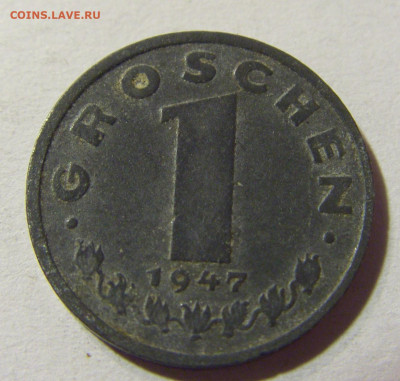 COINS.LAVE.RU
· GROSCHEN ·
1
1947